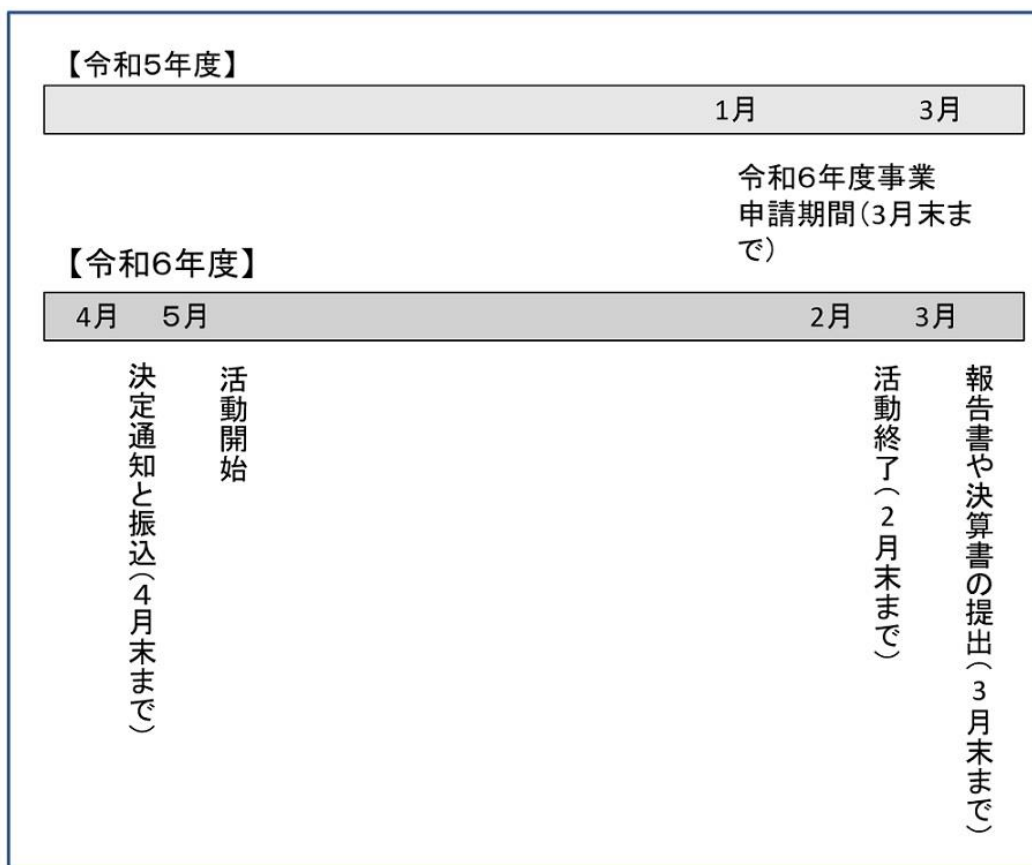 【令和5年度】
1月 3月
令和6年度事業
申請期間(3月末ま
で)
【令和6年度】
4月 5月 2月 3月
決定通知と振込(4月末まで)
活動開始
活動終了(2月末まで)
報告書や決算書の提出(3月末まで)